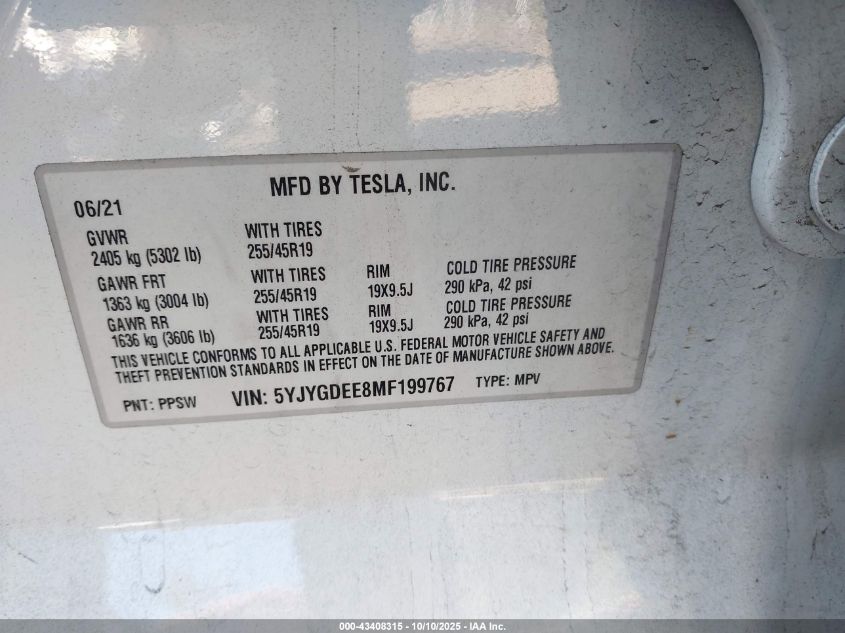 MFD BY TESLA, INC.
06/21
GVWR WITH TIRES
2405 kg (5302 lb) 255/45R19
GAWR FRT WITH TIRES RIM COLD TIRE PRESSURE
1363 kg (3004 lb) 255/45R19 19X9.5J 290 kPa, 42 psi
GAWR RR WITH TIRES RIM COLD TIRE PRESSURE
1636 kg (3606 lb) 255/45R19 19X9.5J 290 kPa, 42 psi
THIS VEHICLE CONFORMS TO ALL APPLICABLE U.S. FEDERAL MOTOR VEHICLE SAFETY AND
THEFT PREVENTION STANDARDS IN EFFECT ON THE DATE OF MANUFACTURE SHOWN ABOVE.
PNT: PPSW VIN: 5YJYGDEE8MF199767 TYPE: MPV
000-43408315 - 10/10/2025 - IAA Inc.